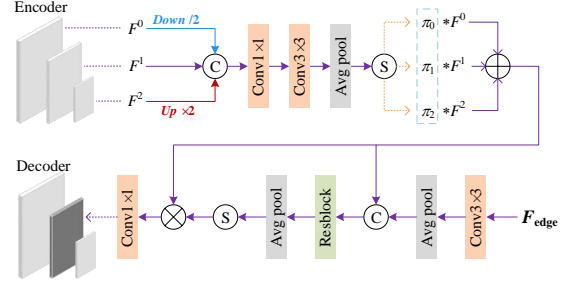 Encoder
F⁰ Down /2
F¹ C Conv1×1 Conv3×3 Avg pool S
F² Up ×2
π₀ *F⁰
π₁ *F¹
π₂ *F²
Decoder
Conv1×1 S Avg pool Resblock C Avg pool Conv3×3 F_edge